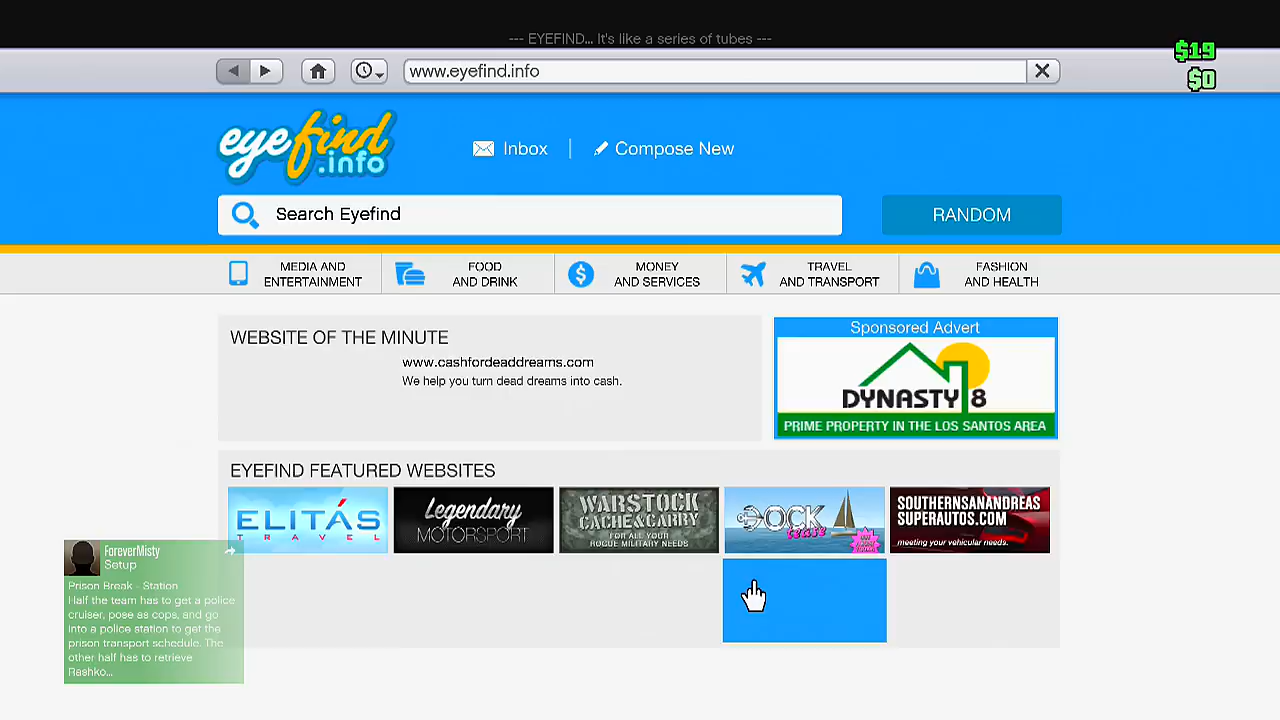 --- EYEFIND... It's like a series of tubes ---
$19
www.eyefind.info
$0
eyefind
.info
Inbox
Compose New
Search Eyefind
RANDOM
MEDIA AND
ENTERTAINMENT
FOOD
AND DRINK
MONEY
AND SERVICES
TRAVEL
AND TRANSPORT
FASHION
AND HEALTH
WEBSITE OF THE MINUTE
www.cashfordeaddreams.com
We help you turn dead dreams into cash.
Sponsored Advert
DYNASTY 8
PRIME PROPERTY IN THE LOS SANTOS AREA
EYEFIND FEATURED WEBSITES
ELITÁS
TRAVEL
Legendary
MOTORSPORT
WARSTOCK
CACHE&CARRY
FOR ALL YOUR
ROGUE MILITARY NEEDS
DOCK
tease
SOUTHERNSANANDREAS
SUPERAUTOS.COM
meeting your vehicular needs.
ForeverMisty
Setup
Prison Break - Station
Half the team has to get a police
cruiser, pose as cops, and go
into a police station to get the
prison transport schedule. The
other half has to retrieve
Rashko...